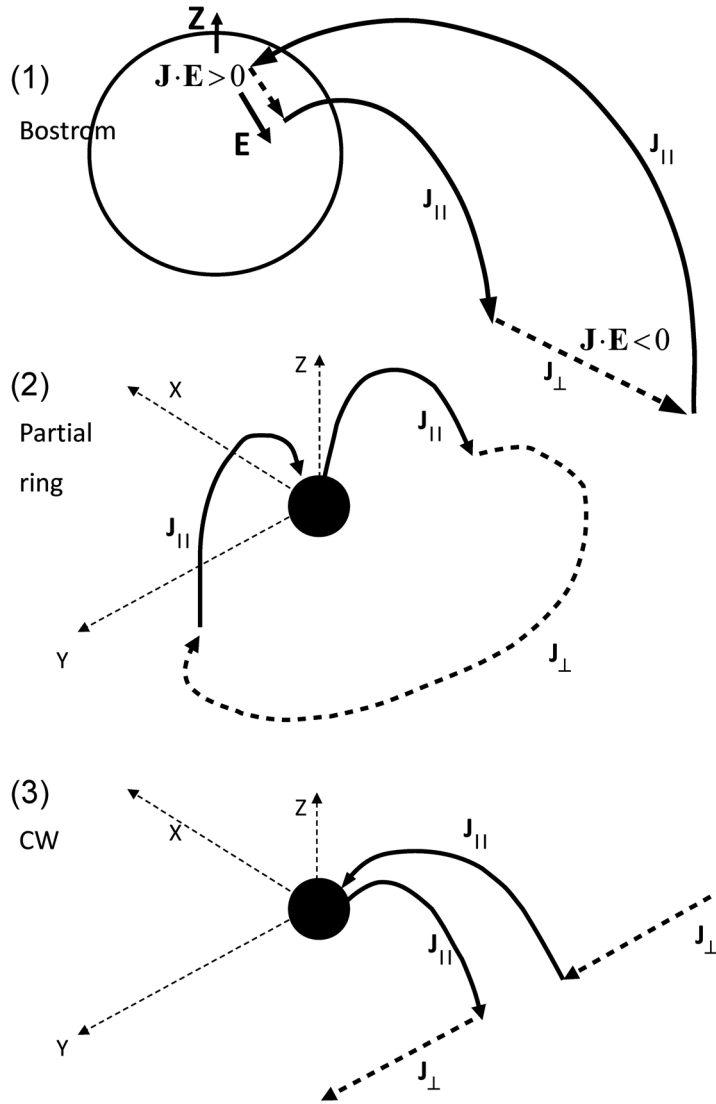 Z
(1)
J·E>0
Bostrom
E
J||
J||
J·E<0
J⊥
(2)
Partial
ring
X
Z
J||
J||
Y
J⊥
(3)
CW
X
Z
J||
J||
J⊥
Y
J⊥